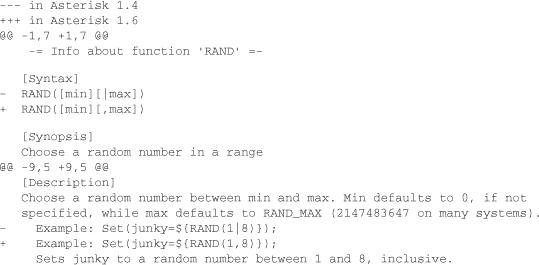 --- in Asterisk 1.4
+++ in Asterisk 1.6
@@ -1,7 +1,7 @@
    -= Info about function 'RAND' =-

   [Syntax]
-  RAND([min][|max])
+  RAND([min][,max])

   [Synopsis]
   Choose a random number in a range
@@ -9,5 +9,5 @@
   [Description]
   Choose a random number between min and max. Min defaults to 0, if not
   specified, while max defaults to RAND_MAX (2147483647 on many systems).
-    Example: Set(junky=${RAND(1|8)});
+    Example: Set(junky=${RAND(1,8)});
     Sets junky to a random number between 1 and 8, inclusive.